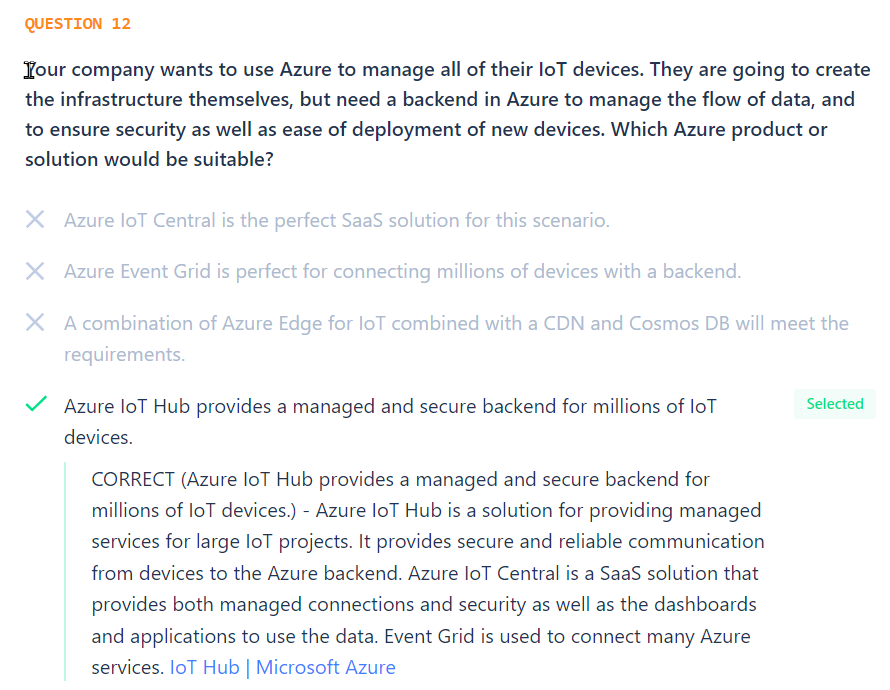 QUESTION 12
Your company wants to use Azure to manage all of their IoT devices. They are going to create
the infrastructure themselves, but need a backend in Azure to manage the flow of data, and
to ensure security as well as ease of deployment of new devices. Which Azure product or
solution would be suitable?
Azure IoT Central is the perfect SaaS solution for this scenario.
Azure Event Grid is perfect for connecting millions of devices with a backend.
A combination of Azure Edge for IoT combined with a CDN and Cosmos DB will meet the
requirements.
Azure IoT Hub provides a managed and secure backend for millions of IoT
devices.
Selected
CORRECT (Azure IoT Hub provides a managed and secure backend for
millions of IoT devices.) - Azure IoT Hub is a solution for providing managed
services for large IoT projects. It provides secure and reliable communication
from devices to the Azure backend. Azure IoT Central is a SaaS solution that
provides both managed connections and security as well as the dashboards
and applications to use the data. Event Grid is used to connect many Azure
services. IoT Hub | Microsoft Azure